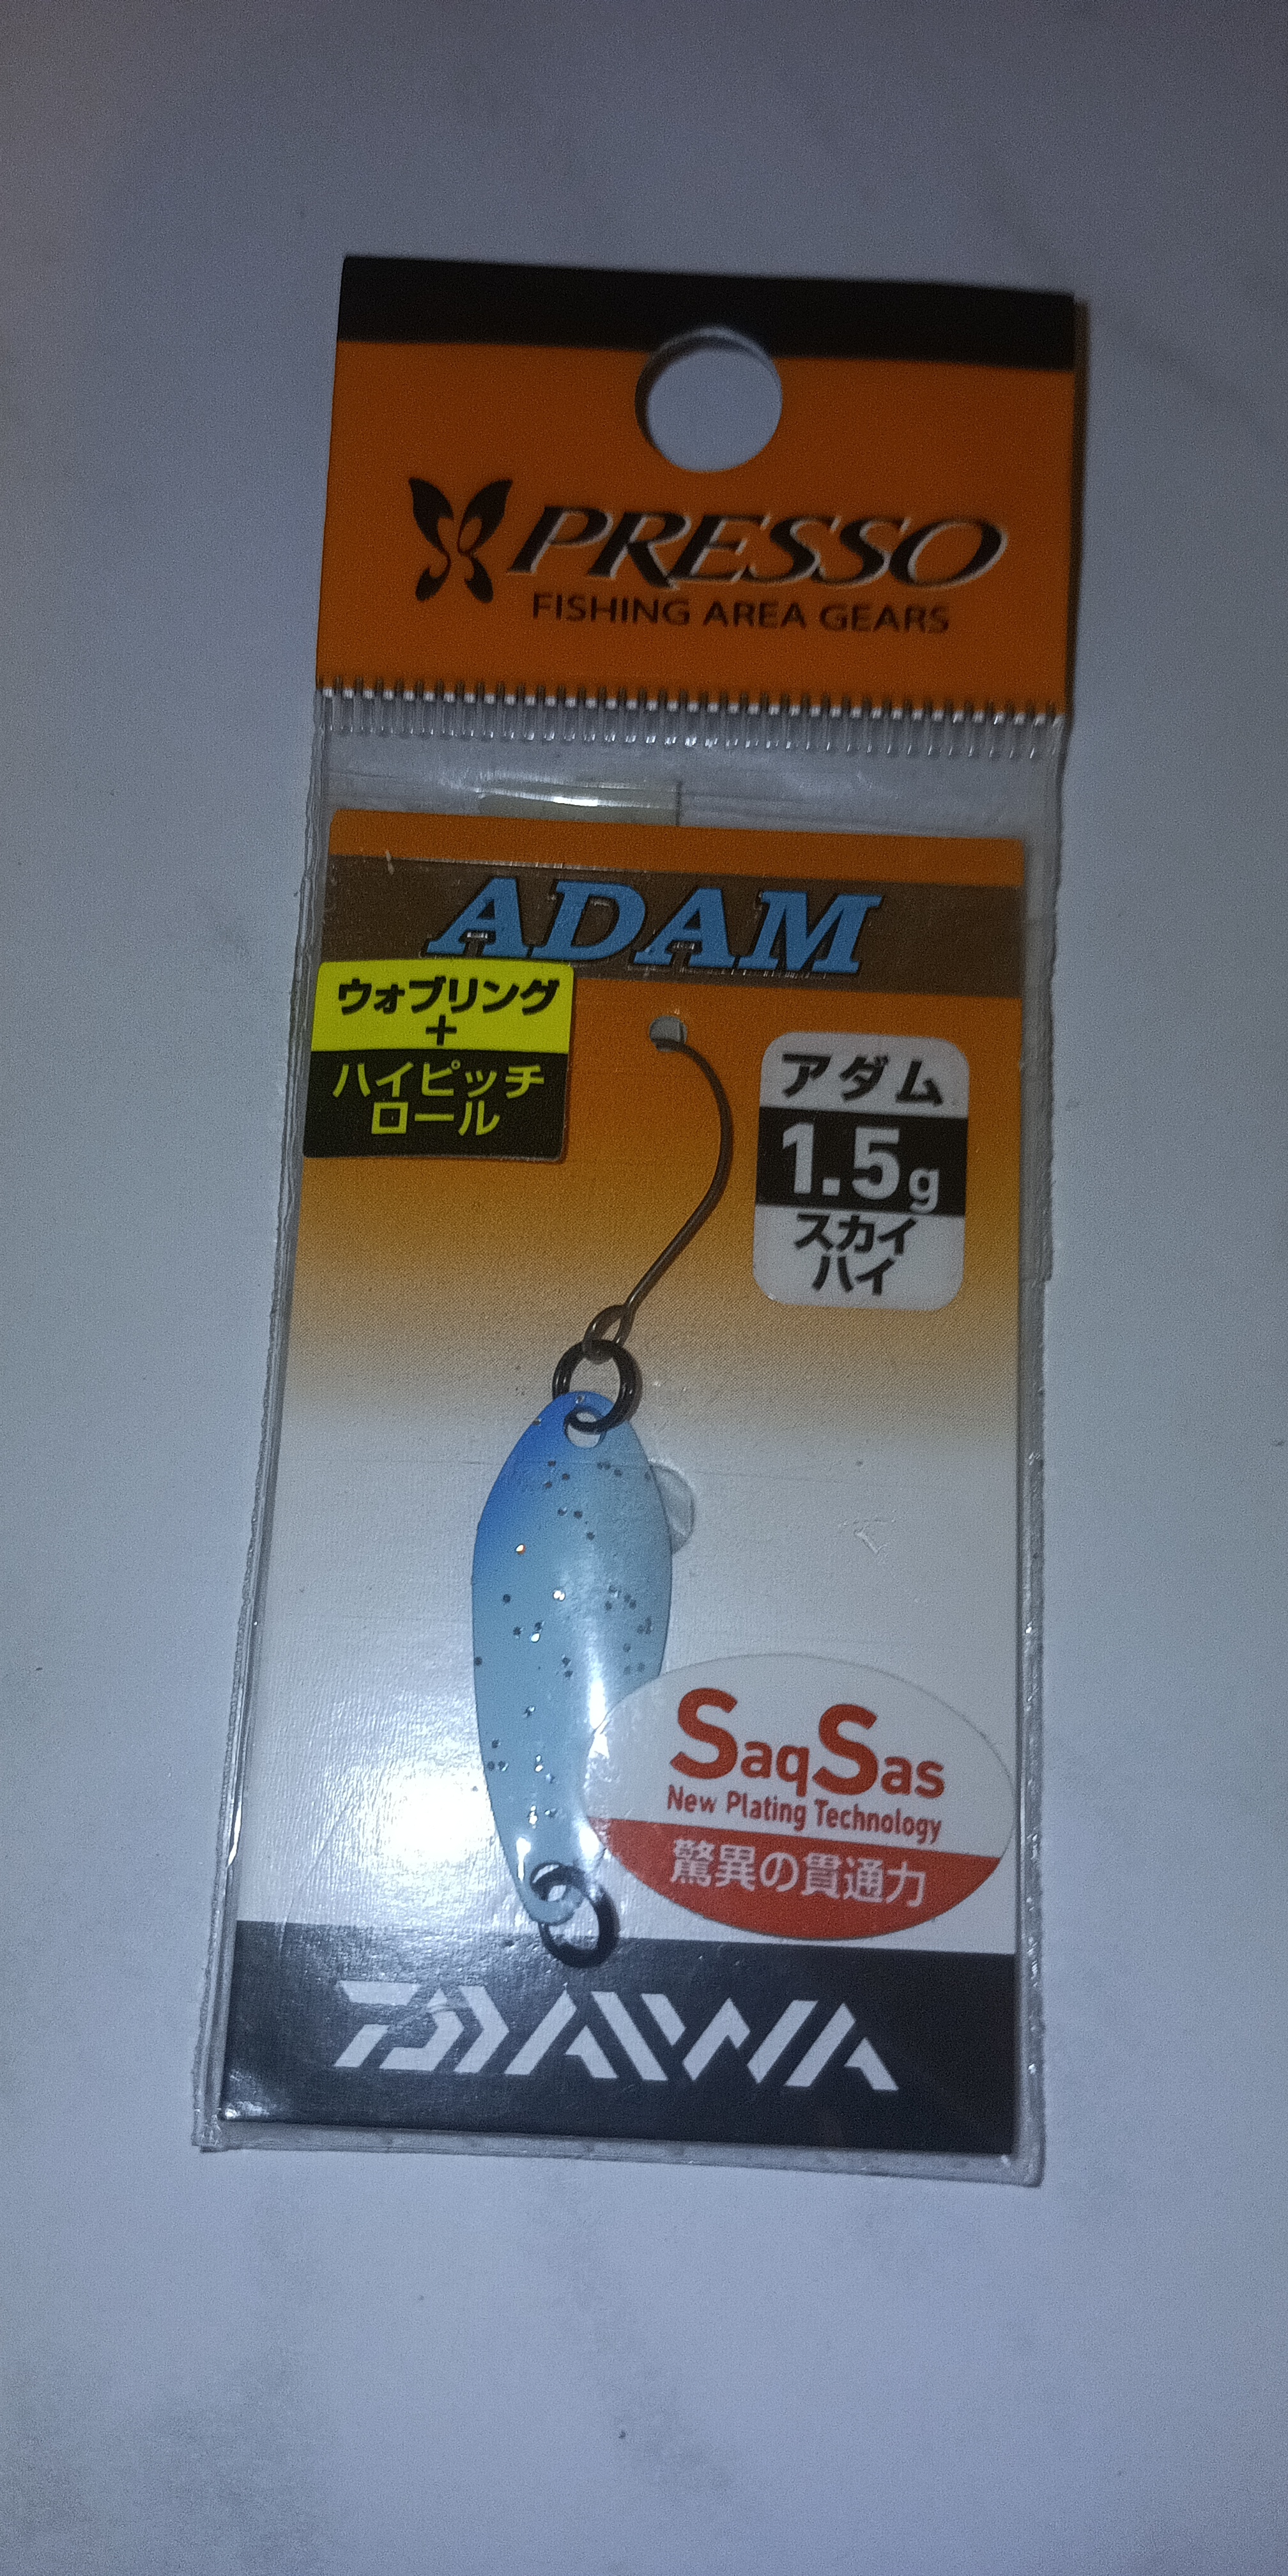 PRESSO
FISHING AREA GEARS
ADAM
ウォブリング
+
ハイピッチ
ロール
アダム
1.5g
スカイ
ハイ
SaqSas
New Plating Technology
驚異の貫通力
DAIWA